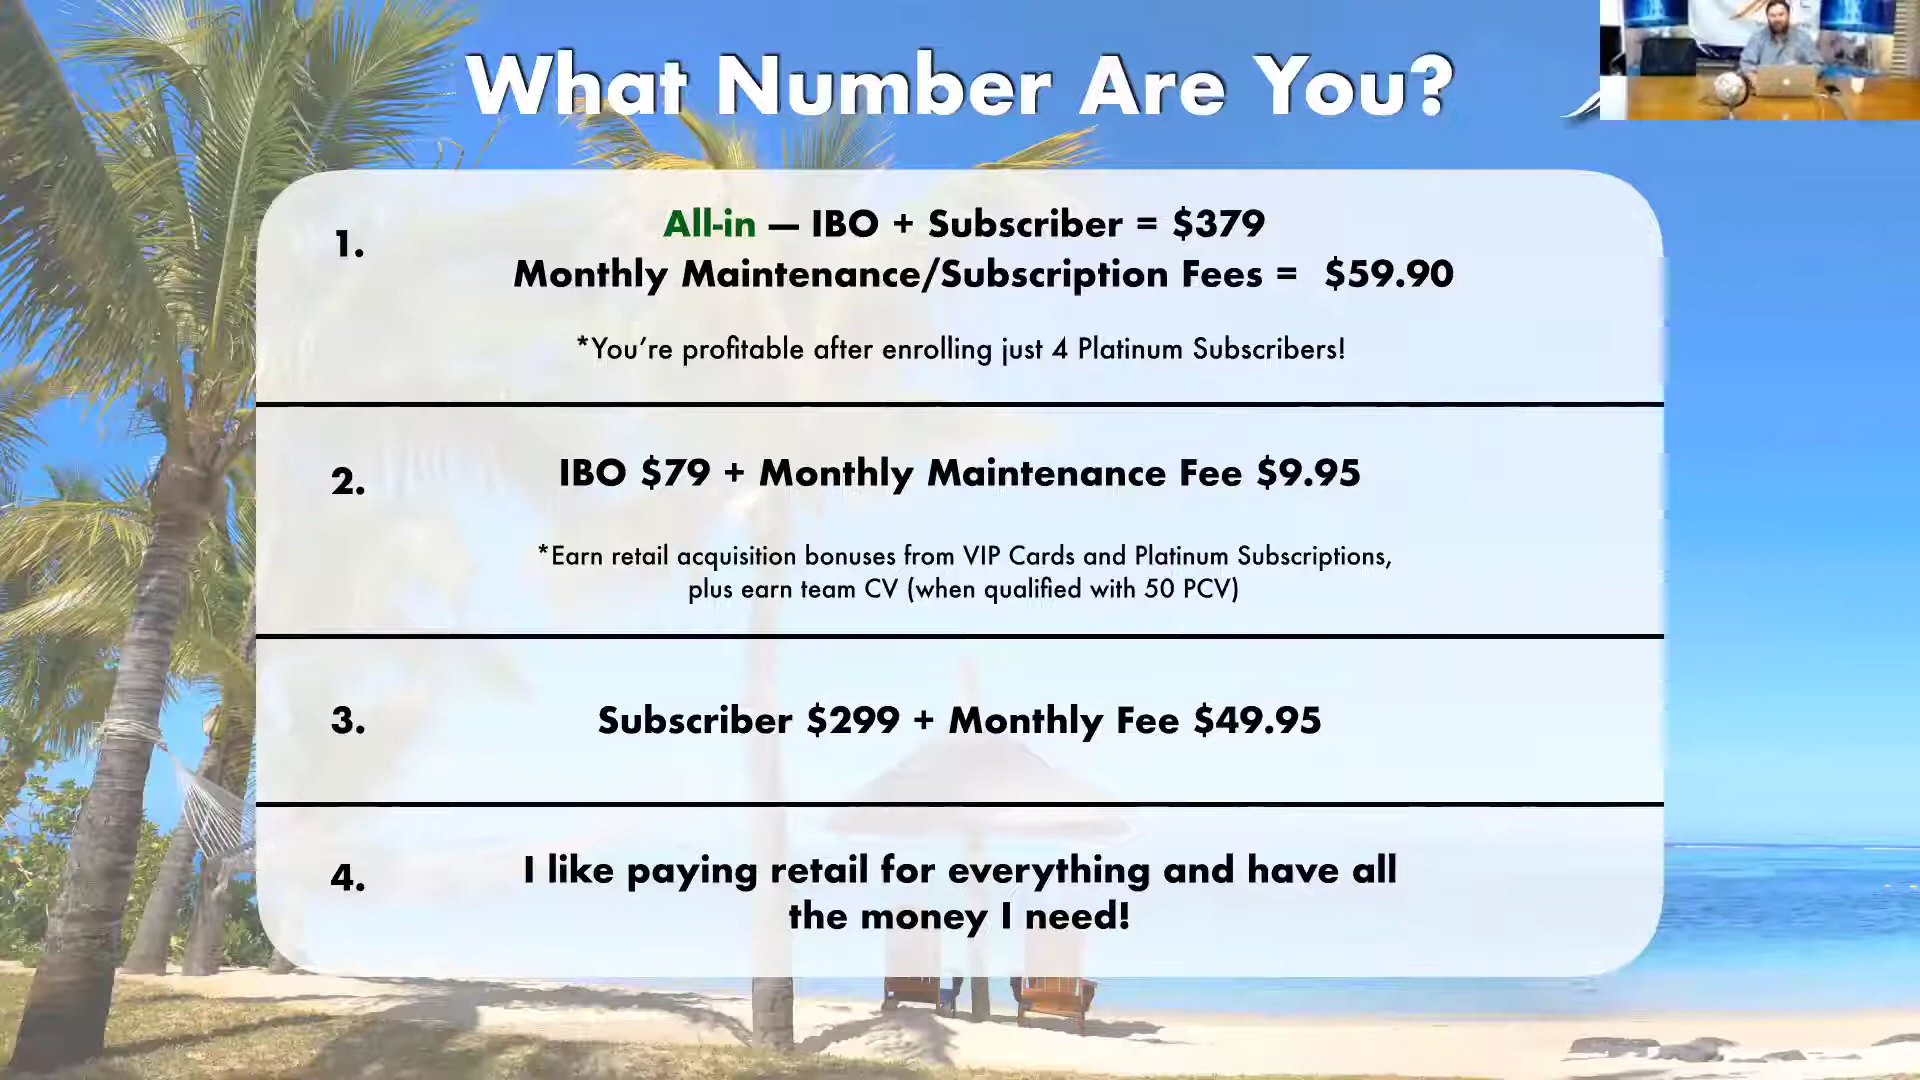 What Number Are You?
1.
All-in — IBO + Subscriber = $379
Monthly Maintenance/Subscription Fees = $59.90
*You're profitable after enrolling just 4 Platinum Subscribers!
2.
IBO $79 + Monthly Maintenance Fee $9.95
*Earn retail acquisition bonuses from VIP Cards and Platinum Subscriptions,
plus earn team CV (when qualified with 50 PCV)
3.
Subscriber $299 + Monthly Fee $49.95
4.
I like paying retail for everything and have all
the money I need!